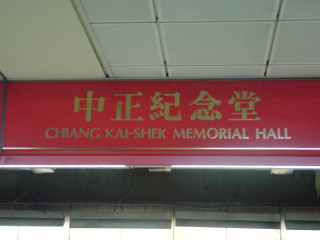 中正紀念堂
CHIANG KAI-SHEK MEMORIAL HALL